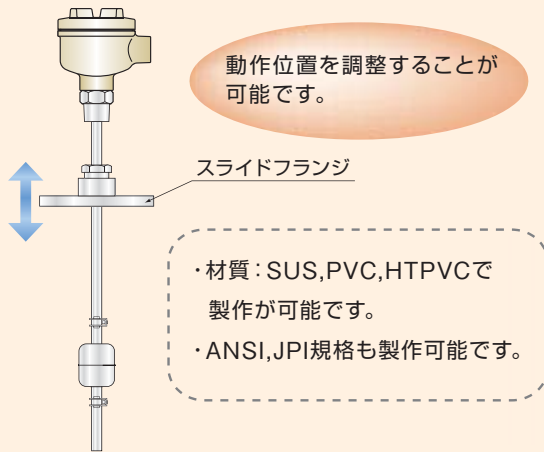 動作位置を調整することが
可能です。
スライドフランジ
・材質：SUS,PVC,HTPVCで
製作が可能です。
・ANSI,JPI規格も製作可能です。